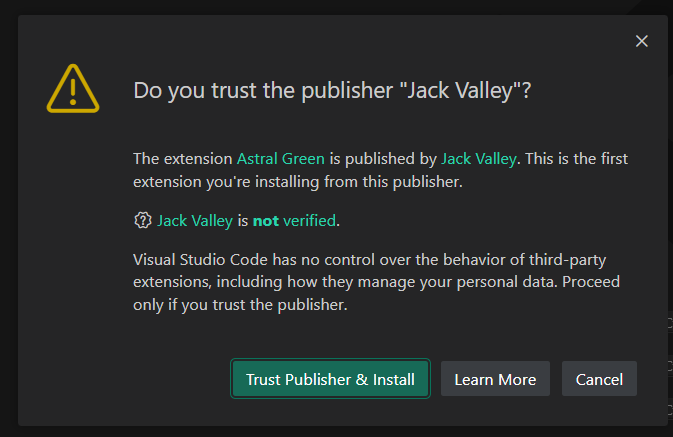 Do you trust the publisher "Jack Valley"?
The extension Astral Green is published by Jack Valley. This is the first
extension you're installing from this publisher.
Jack Valley is not verified.
Visual Studio Code has no control over the behavior of third-party
extensions, including how they manage your personal data. Proceed
only if you trust the publisher.
Trust Publisher & Install
Learn More
Cancel